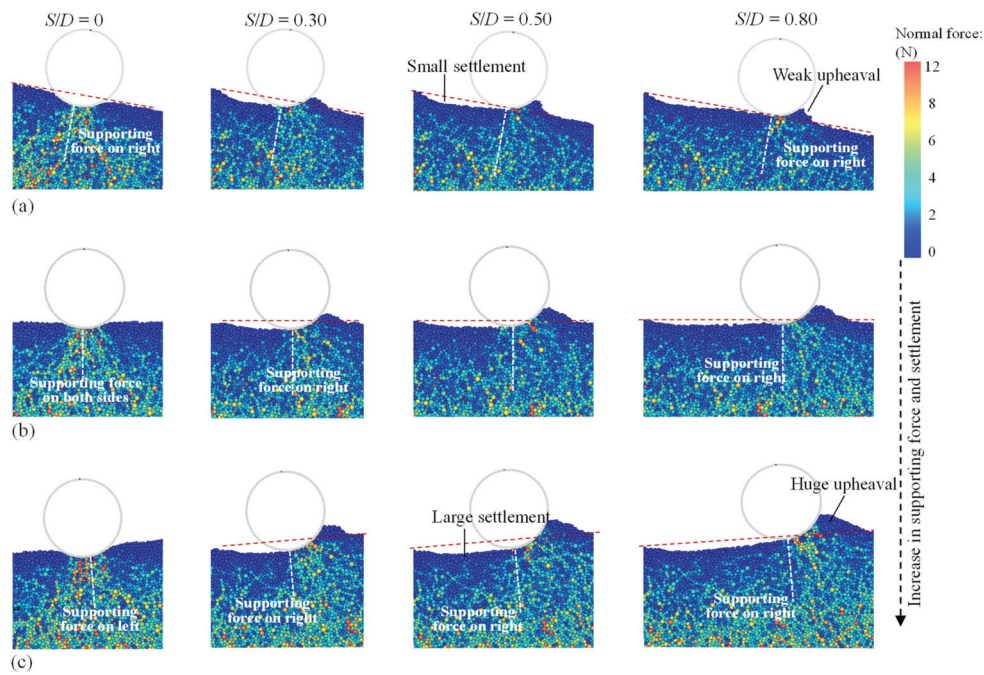 S/D = 0
S/D = 0.30
S/D = 0.50
S/D = 0.80
Normal force:
(N)
12
8
6
4
2
0
Small settlement
Weak upheaval
Supporting
force on right
Supporting
force on right
(a)
Supporting force
on both sides
Supporting
force on right
Supporting
force on right
(b)
Large settlement
Huge upheaval
Supporting
force on left
Supporting
force on right
Supporting
force on right
Supporting
force on right
(c)
Increase in supporting force and settlement